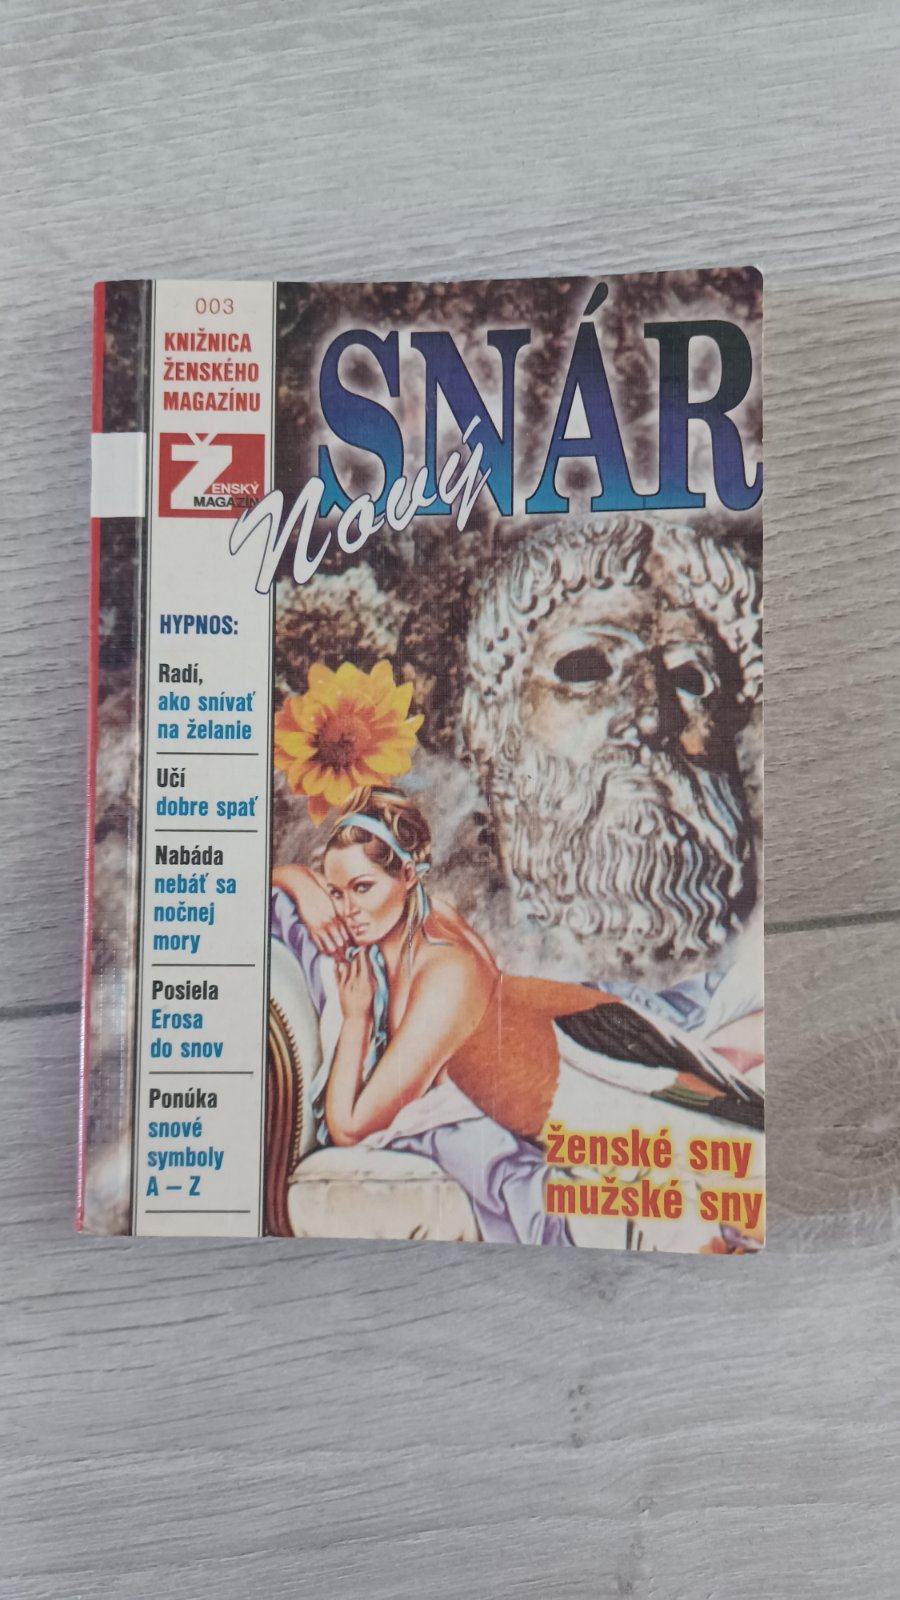 003
KNIŽNICA
ŽENSKÉHO
MAGAZÍNU
ŽENSKÝ
MAGAZÍN
SNÁR
Nový
HYPNOS:
Radí,
ako snívať
na želanie
Učí
dobre spať
Nabáda
nebáť sa
nočnej
mory
Posiela
Erosa
do snov
Ponúka
snové
symboly
A – Z
ženské sny
mužské sny